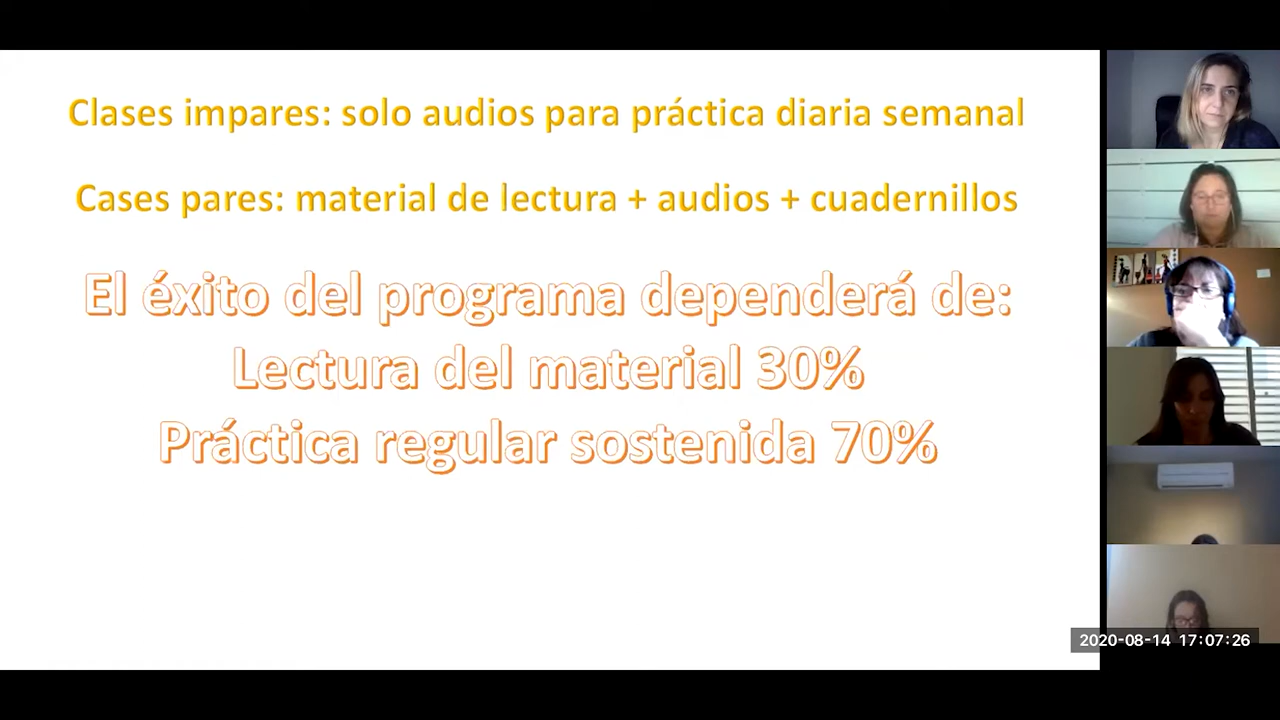 Clases impares: solo audios para práctica diaria semanal
Cases pares: material de lectura + audios + cuadernillos
El éxito del programa dependerá de:
Lectura del material 30%
Práctica regular sostenida 70%
2020-08-14 17:07:26